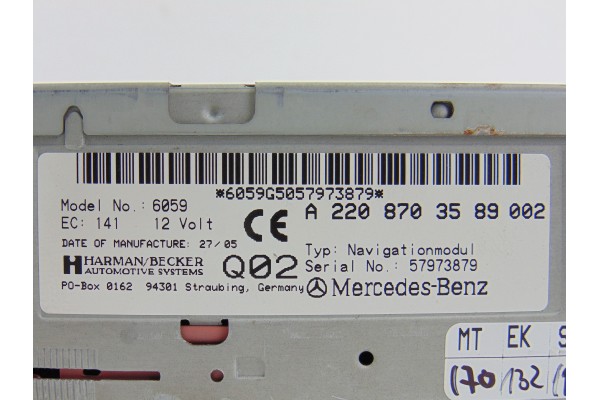 *6059G5057973879*
Model No.: 6059
EC: 141 12 Volt
CE
A 220 870 35 89 002
DATE OF MANUFACTURE: 27/05
Typ: Navigationmodul
HARMAN/BECKER
AUTOMOTIVE SYSTEMS
Q02
Serial No.: 57973879
PO-Box 0162 94301 Straubing, Germany
Mercedes-Benz
MT EK
170 132